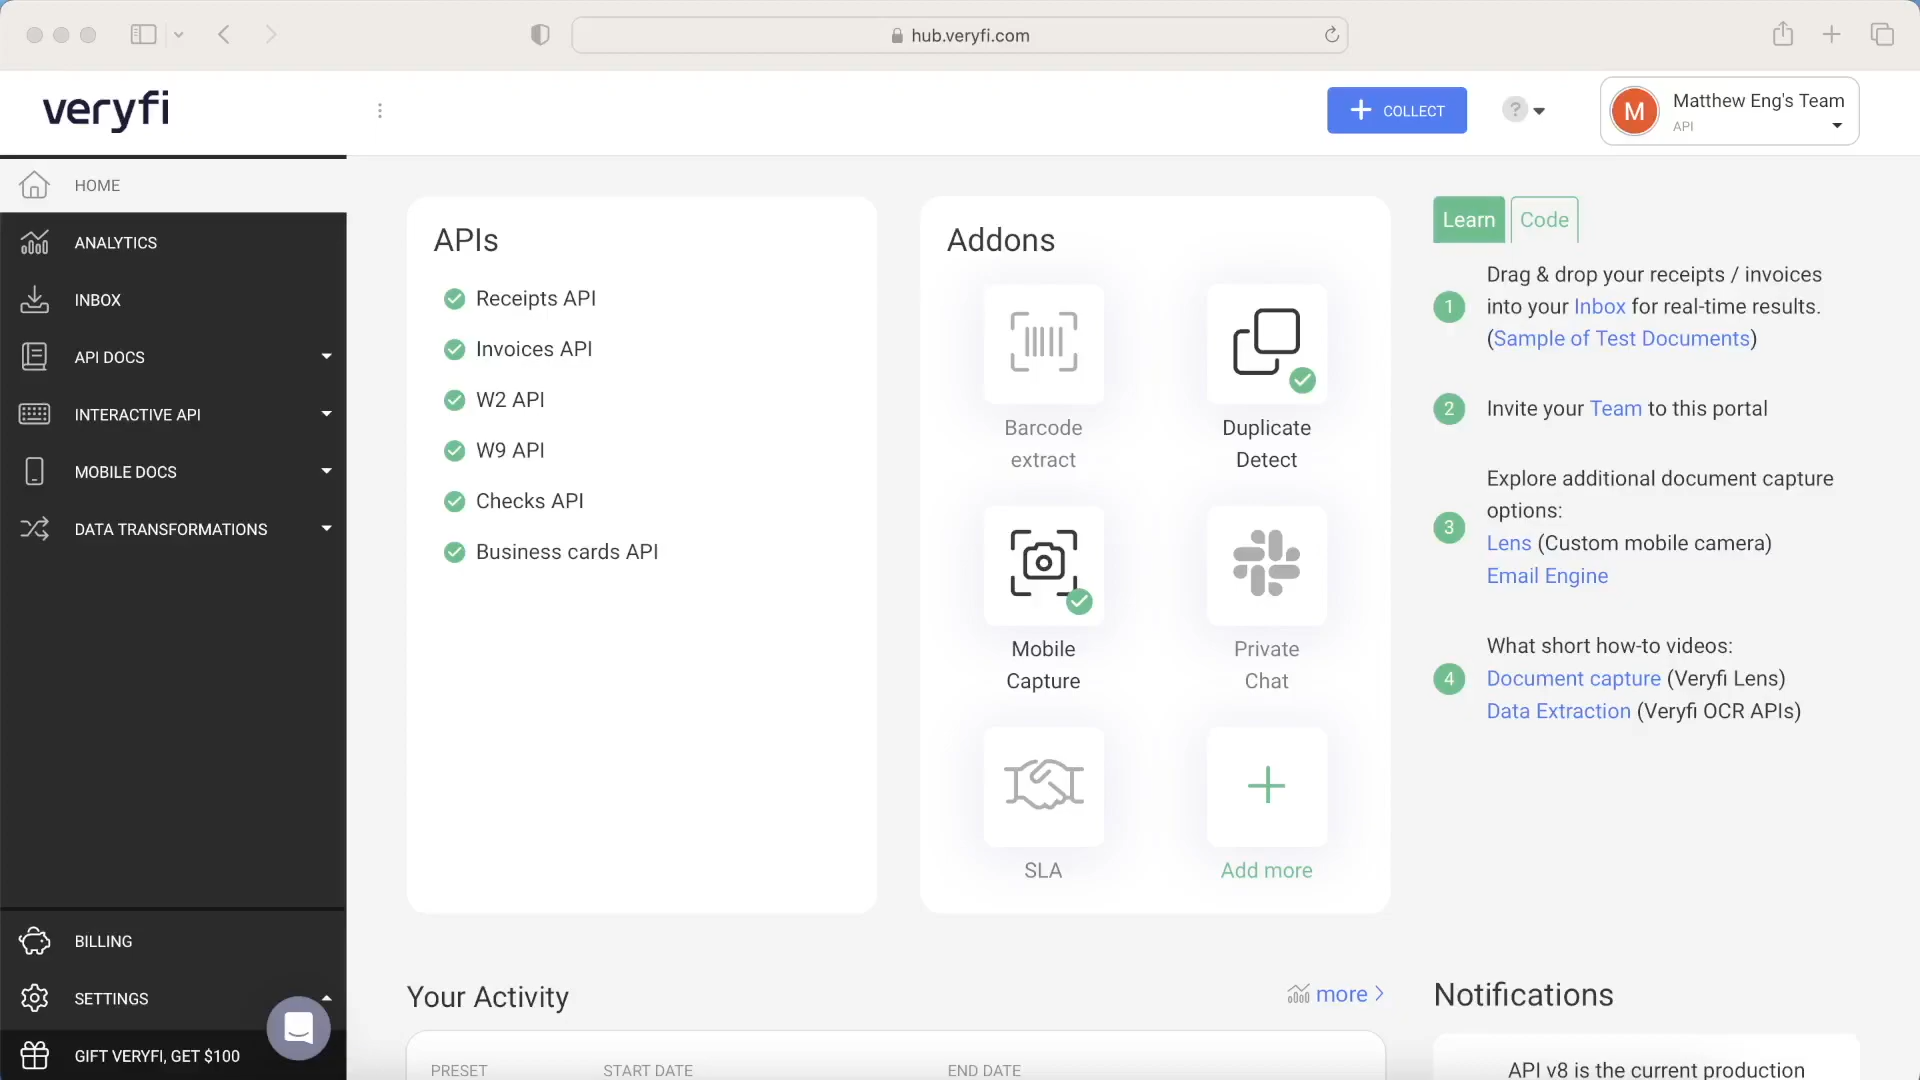 hub.veryfi.com
veryfi
COLLECT
?
M
Matthew Eng's Team
API
HOME
ANALYTICS
INBOX
API DOCS
INTERACTIVE API
MOBILE DOCS
DATA TRANSFORMATIONS
BILLING
SETTINGS
GIFT VERYFI, GET $100
APIs
Receipts API
Invoices API
W2 API
W9 API
Checks API
Business cards API
Addons
Barcode
extract
Duplicate
Detect
Mobile
Capture
Private
Chat
SLA
Add more
Learn
Code
1
Drag & drop your receipts / invoices
into your Inbox for real-time results.
(Sample of Test Documents)
2
Invite your Team to this portal
3
Explore additional document capture
options:
Lens (Custom mobile camera)
Email Engine
4
What short how-to videos:
Document capture (Veryfi Lens)
Data Extraction (Veryfi OCR APIs)
Your Activity
more
PRESET
START DATE
END DATE
Notifications
API v8 is the current production